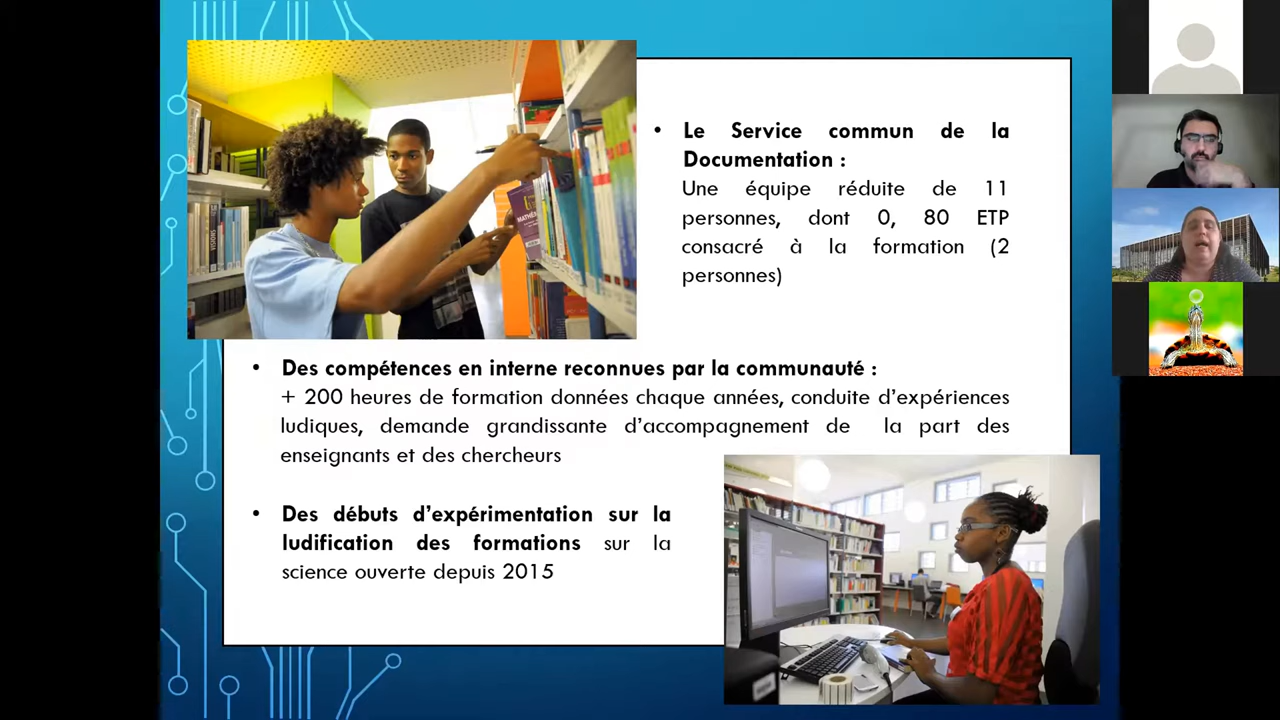 • Le Service commun de la
Documentation :
Une équipe réduite de 11
personnes, dont 0, 80 ETP
consacré à la formation (2
personnes)
• Des compétences en interne reconnues par la communauté :
+ 200 heures de formation données chaque années, conduite d’expériences
ludiques, demande grandissante d’accompagnement de la part des
enseignants et des chercheurs
• Des débuts d’expérimentation sur la
ludification des formations sur la
science ouverte depuis 2015